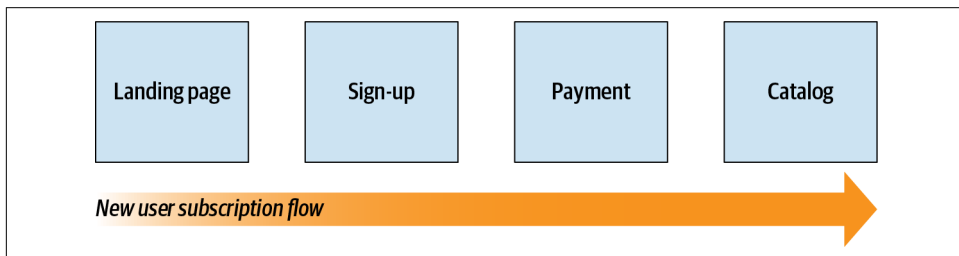 Landing page
Sign-up
Payment
Catalog
New user subscription flow